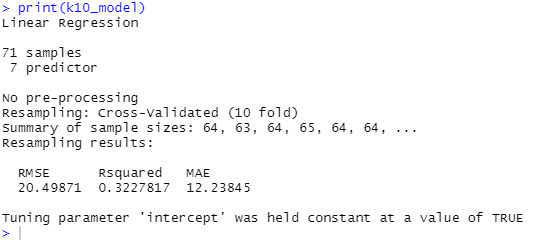 > print(k10_model)
Linear Regression
71 samples
7 predictor
No pre-processing
Resampling: Cross-Validated (10 fold)
Summary of sample sizes: 64, 63, 64, 65, 64, 64, ...
Resampling results:
RMSE Rsquared MAE
20.49871 0.3227817 12.23845
Tuning parameter 'intercept' was held constant at a value of TRUE
>